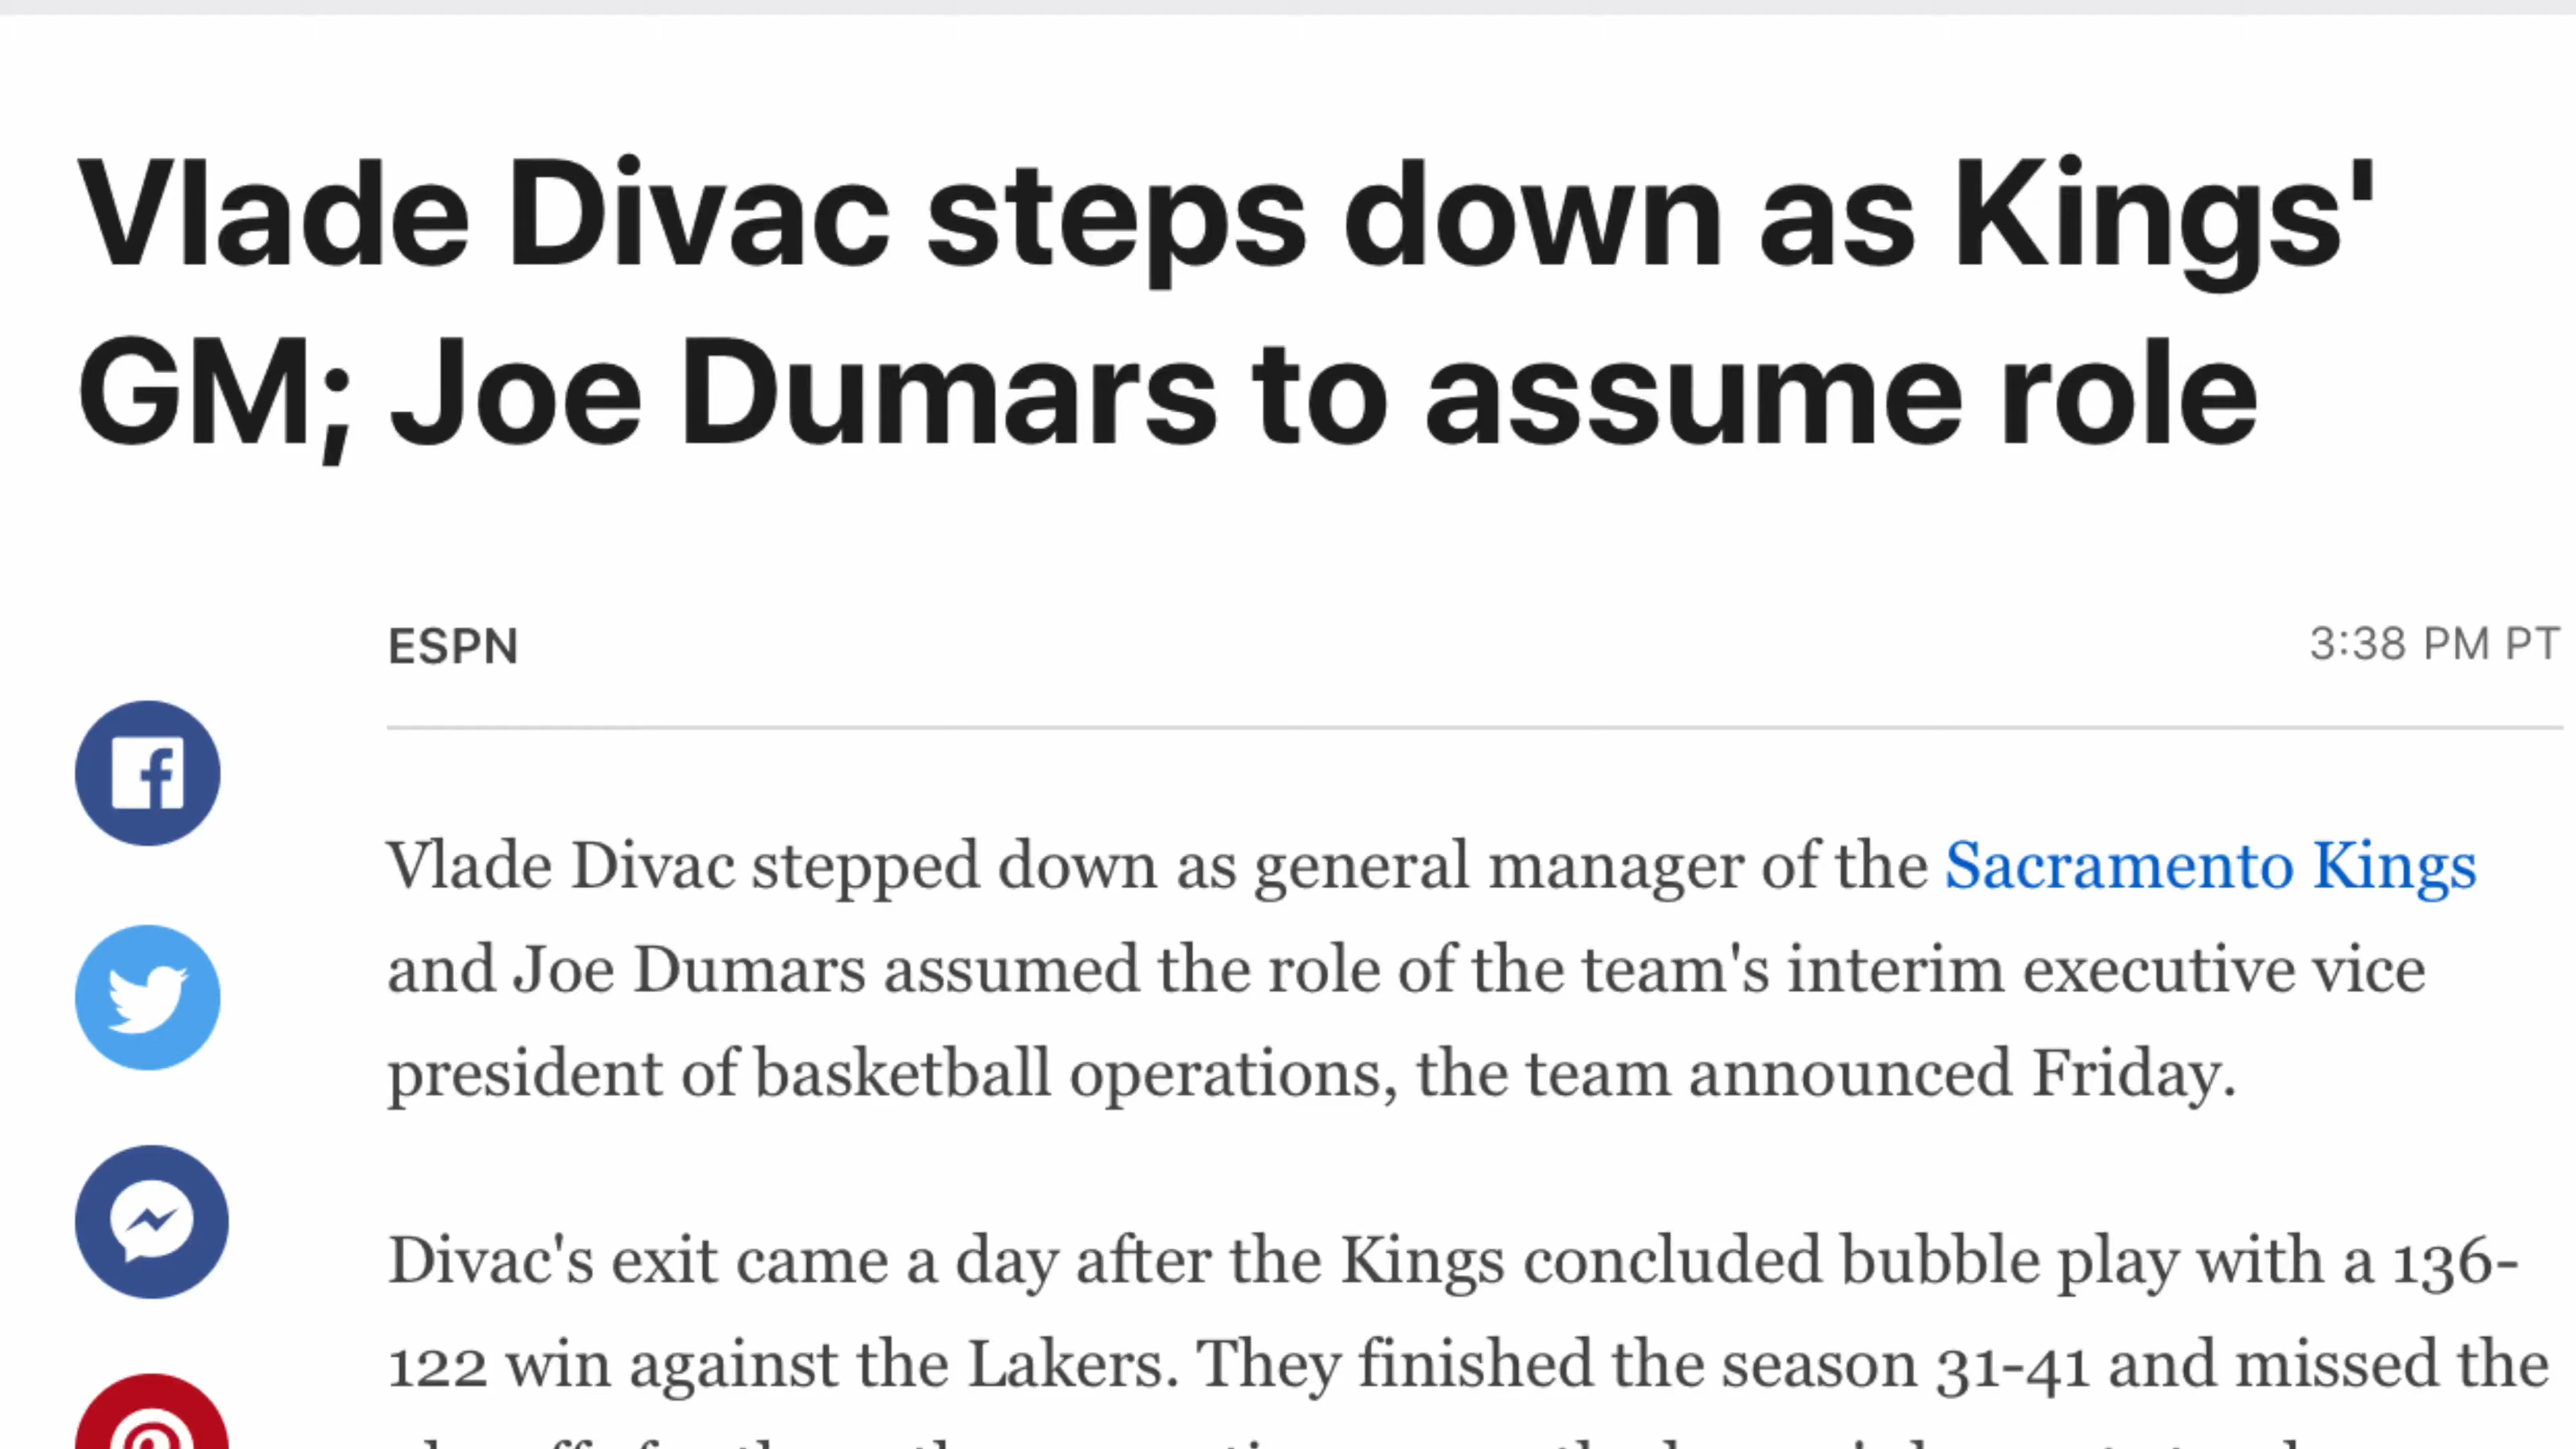 Vlade Divac steps down as Kings'
GM; Joe Dumars to assume role
ESPN
3:38 PM PT
Vlade Divac stepped down as general manager of the Sacramento Kings
and Joe Dumars assumed the role of the team's interim executive vice
president of basketball operations, the team announced Friday.
Divac's exit came a day after the Kings concluded bubble play with a 136-
122 win against the Lakers. They finished the season 31-41 and missed the